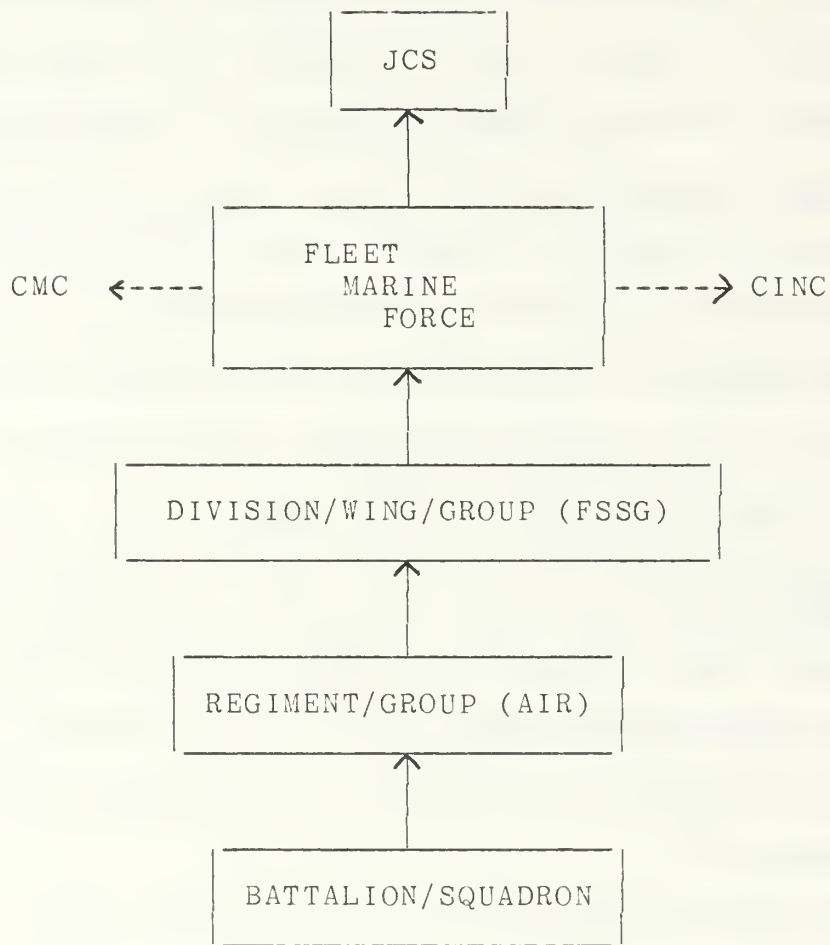 JCS
FLEET
MARINE
FORCE
CMC
CINC
DIVISION/WING/GROUP (FSSG)
REGIMENT/GROUP (AIR)
BATTALION/SQUADRON